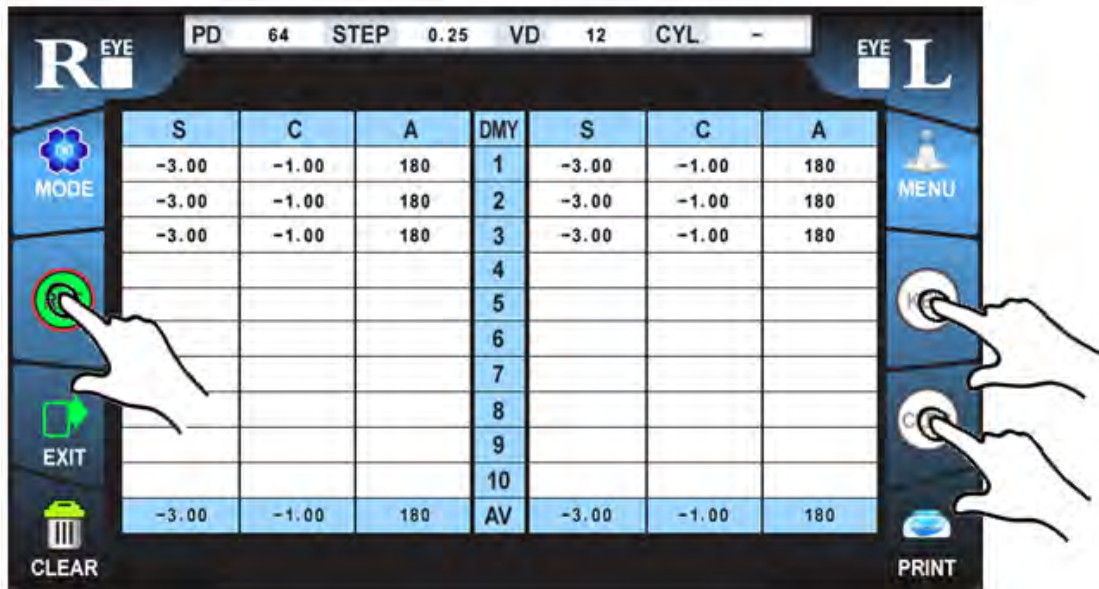 PD 64 STEP 0.25 VD 12 CYL -
R EYE
EYE L
S C A DMY S C A
MODE
MENU
-3.00 -1.00 180 1 -3.00 -1.00 180
-3.00 -1.00 180 2 -3.00 -1.00 180
-3.00 -1.00 180 3 -3.00 -1.00 180
4
5
6
7
8
9
10
EXIT
-3.00 -1.00 180 AV -3.00 -1.00 180
CLEAR
PRINT